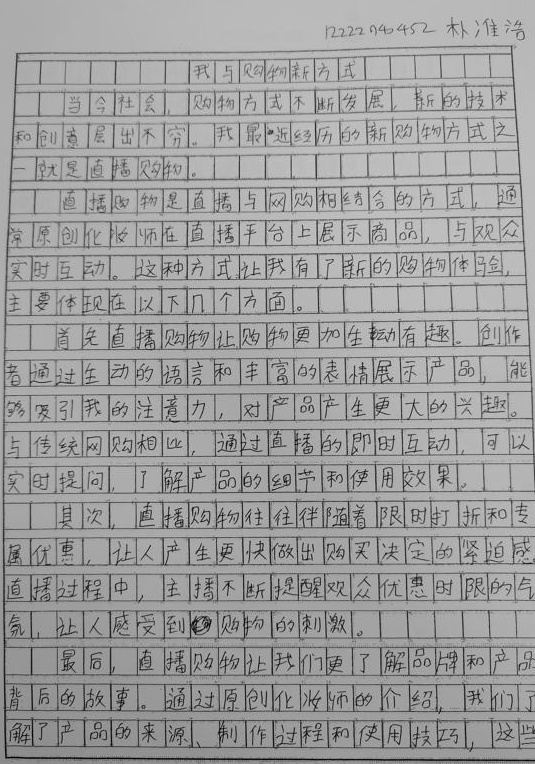 12222740452 朴准浩
我与购物新方式
当今社会，购物方式不断发展，新的技术
和创意层出不穷。我最近经历的新购物方式之
一就是直播购物。
直播购物是直播与网购相结合的方式，通
常原创化妆师在直播平台上展示商品，与观众
实时互动。这种方式让我有了新的购物体验，
主要体现在以下几个方面。
首先直播购物让购物更加生动有趣。创作
者通过生动的语言和丰富的表情展示产品，能
够吸引我的注意力，对产品产生更大的兴趣。
与传统网购相比，通过直播的即时互动，可以
实时提问，了解产品的细节和使用效果。
其次，直播购物往往伴随着限时打折和专
属优惠，让人产生更快做出购买决定的紧迫感
直播过程中，主播不断提醒观众优惠时限的气
氛，让人感受到购物的刺激。
最后，直播购物让我们更了解品牌和产品
背后的故事。通过原创化妆师的介绍，我们了
解了产品的来源、制作过程和使用技巧，这些